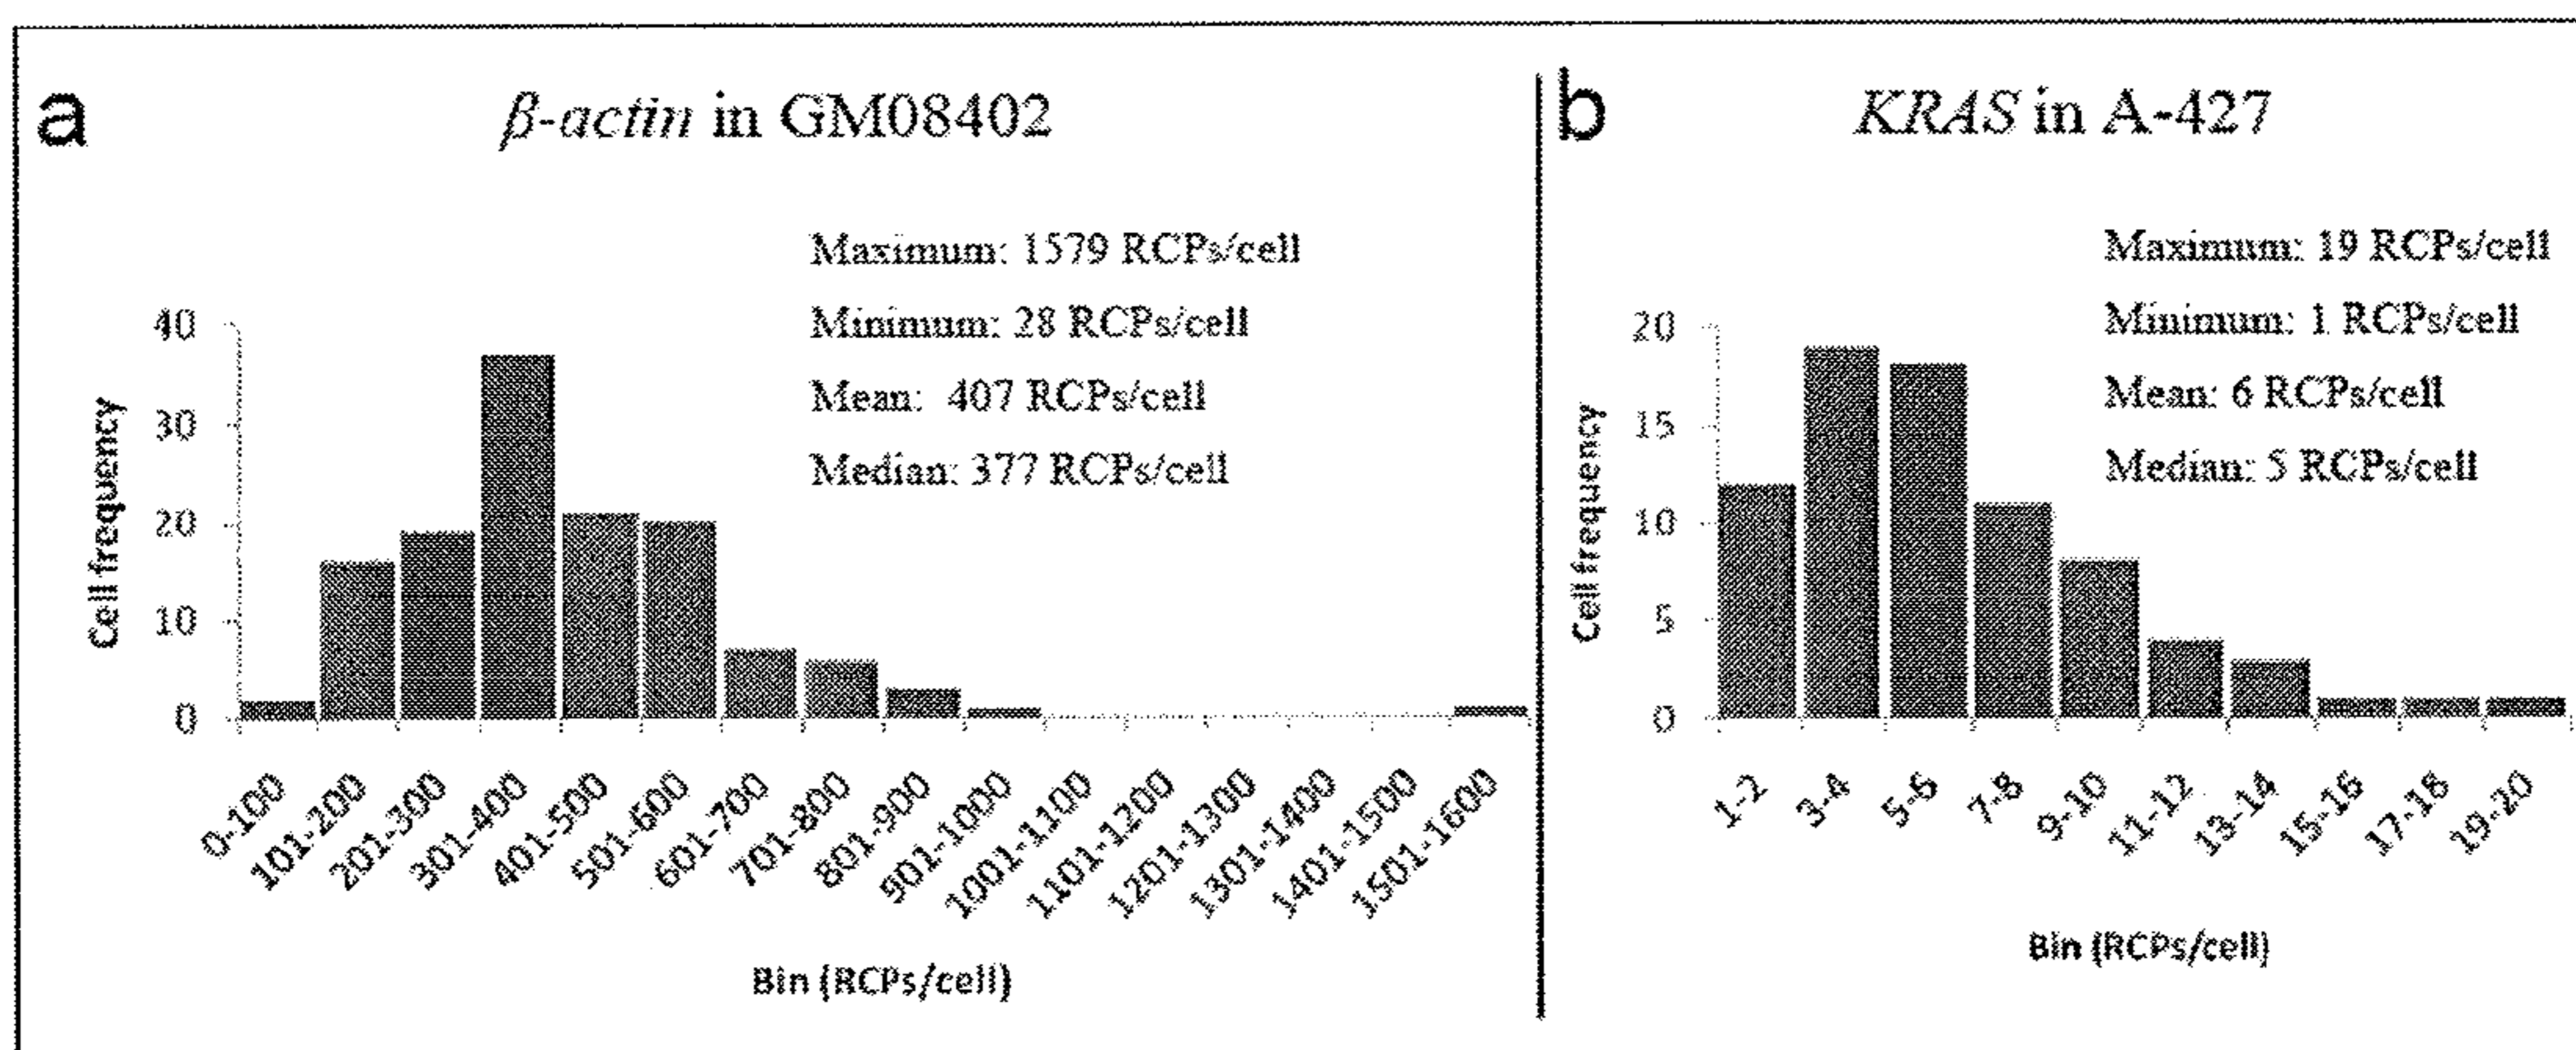 a
β-actin in GM08402
Maximum: 1579 RCPs/cell
Minimum: 28 RCPs/cell
Mean: 407 RCPs/cell
Median: 377 RCPs/cell
40
30
20
10
0
Cell frequency
0-100
101-200
201-300
301-400
401-500
501-600
601-700
701-800
801-900
901-1000
1001-1100
1101-1200
1201-1300
1301-1400
1401-1500
1501-1600
Bin (RCPs/cell)
b
KRAS in A-427
Maximum: 19 RCPs/cell
Minimum: 1 RCPs/cell
Mean: 6 RCPs/cell
Median: 5 RCPs/cell
20
15
10
5
0
Cell frequency
1-2
3-4
5-6
7-8
9-10
11-12
13-14
15-16
17-18
19-20
Bin (RCPs/cell)